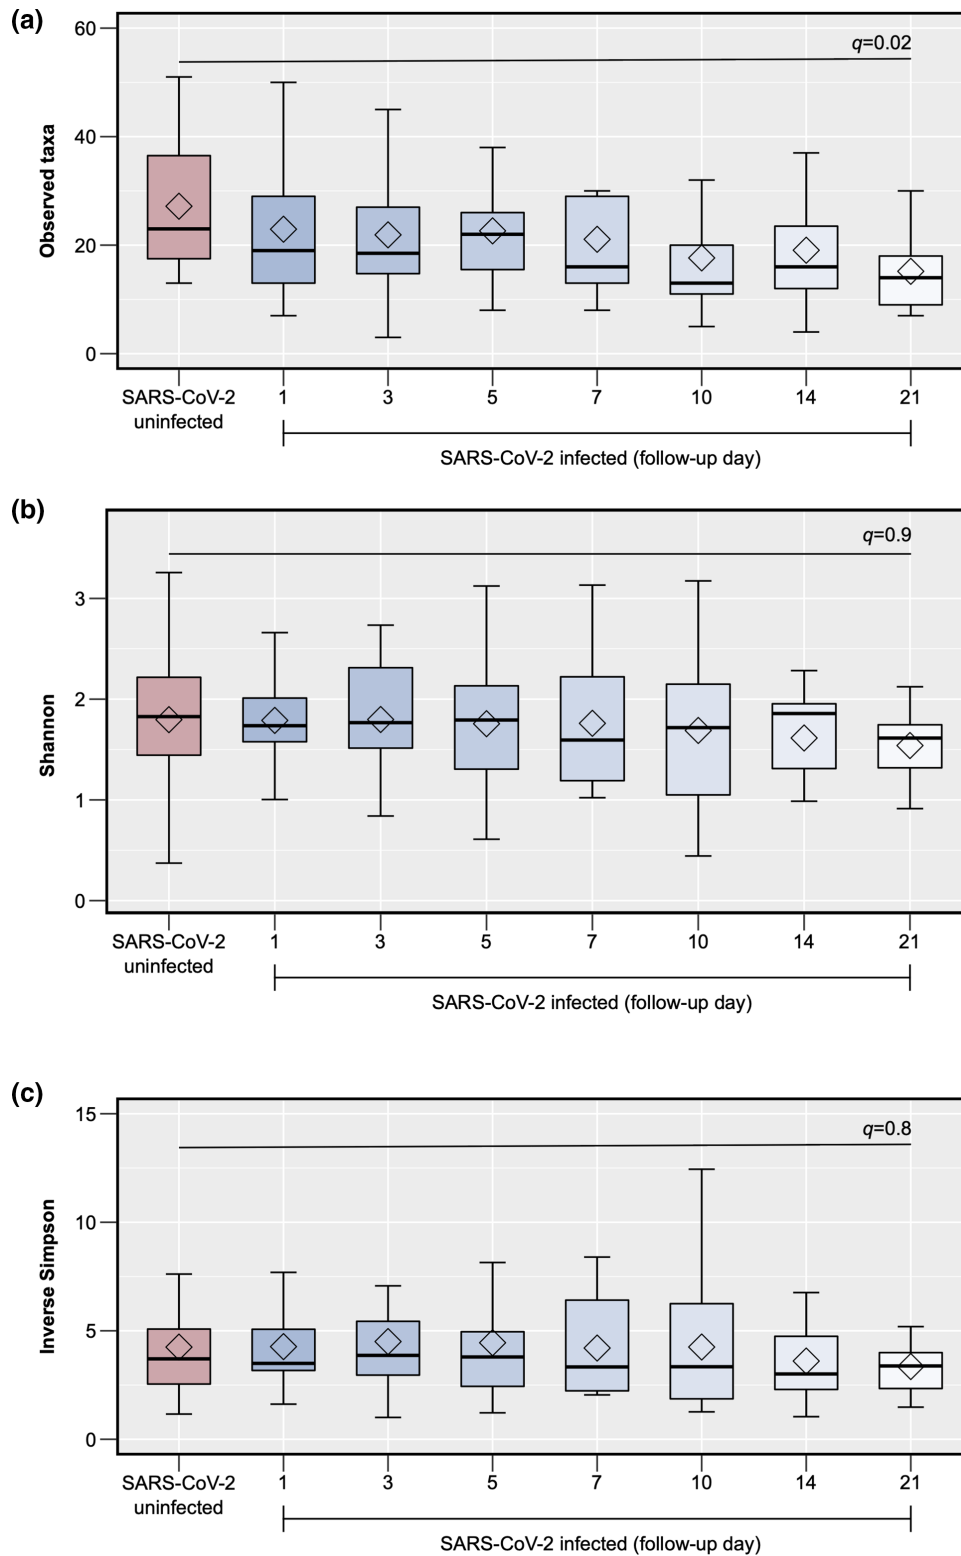 (a)
60
q=0.02
40
Observed taxa
20
0
SARS-CoV-2 1 3 5 7 10 14 21
uninfected
SARS-CoV-2 infected (follow-up day)
(b)
q=0.9
3
2
Shannon
1
0
SARS-CoV-2 1 3 5 7 10 14 21
uninfected
SARS-CoV-2 infected (follow-up day)
(c)
15
q=0.8
10
Inverse Simpson
5
0
SARS-CoV-2 1 3 5 7 10 14 21
uninfected
SARS-CoV-2 infected (follow-up day)